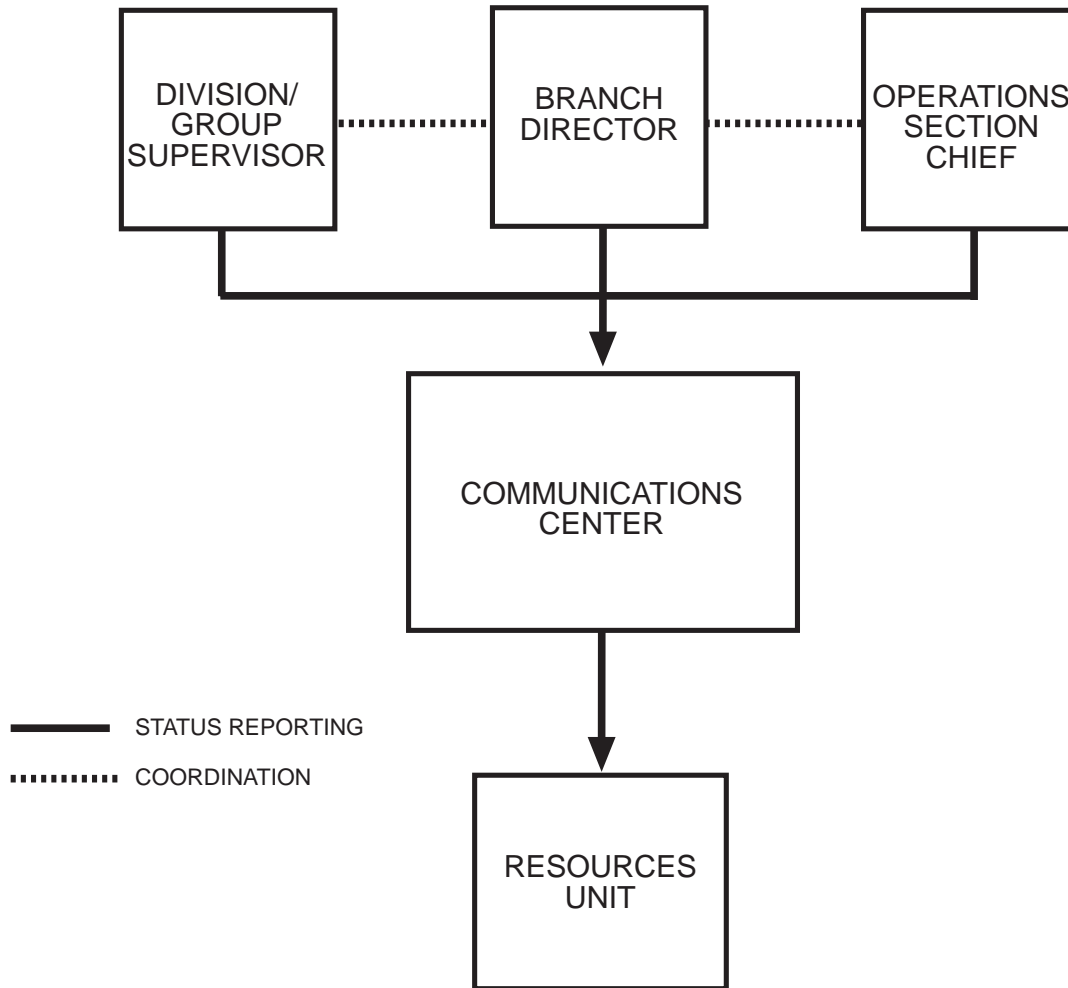 DIVISION/
GROUP
SUPERVISOR
BRANCH
DIRECTOR
OPERATIONS
SECTION
CHIEF
COMMUNICATIONS
CENTER
STATUS REPORTING
COORDINATION
RESOURCES
UNIT